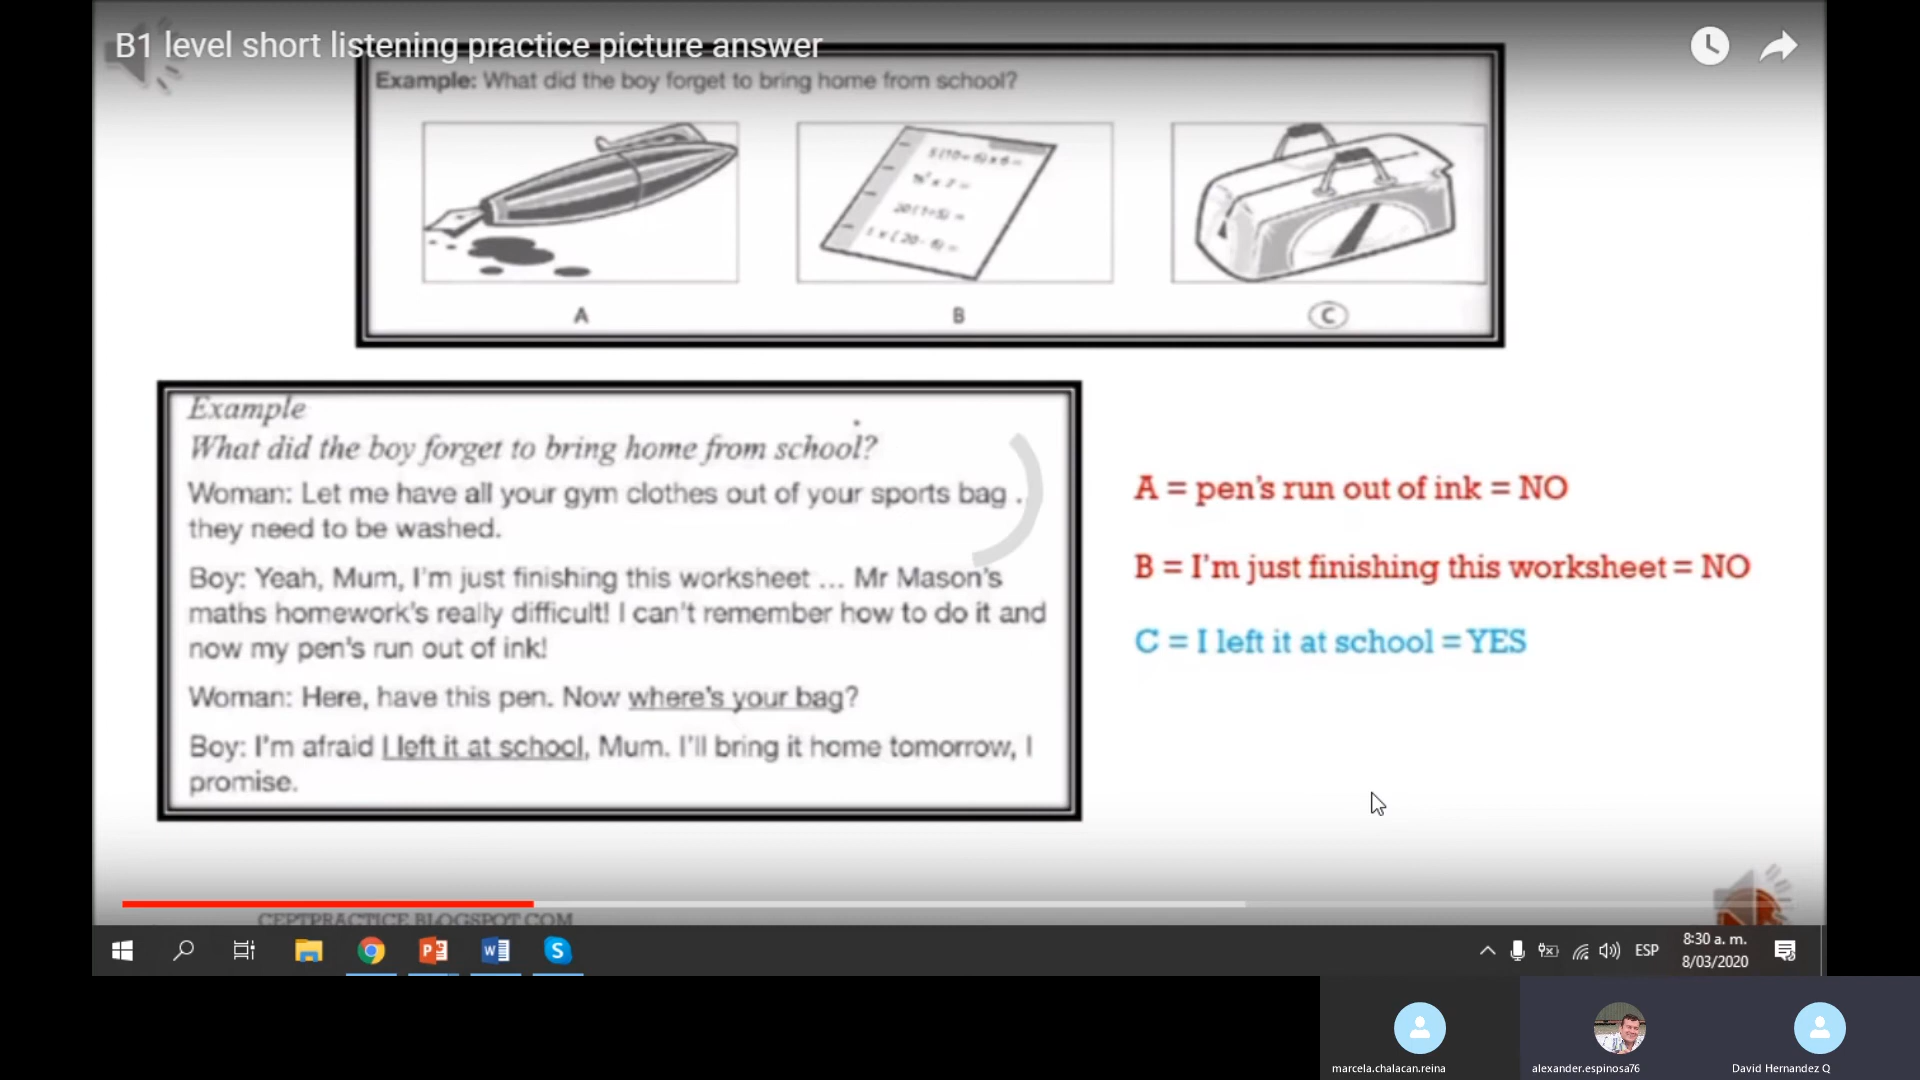 B1 level short listening practice picture answer
Example: What did the boy forget to bring home from school?
A
B
C
Example
What did the boy forget to bring home from school?
Woman: Let me have all your gym clothes out of your sports bag .
they need to be washed.
Boy: Yeah, Mum, I'm just finishing this worksheet ... Mr Mason's
maths homework's really difficult! I can't remember how to do it and
now my pen's run out of ink!
Woman: Here, have this pen. Now where's your bag?
Boy: I'm afraid I left it at school, Mum. I'll bring it home tomorrow, I
promise.
A = pen's run out of ink = NO
B = I'm just finishing this worksheet = NO
C = I left it at school = YES
CEPTPRACTICE.BLOGSPOT.COM
ESP
8:30 a. m.
8/03/2020
marcela.chalacan.reina
alexander.espinosa76
David Hernandez Q